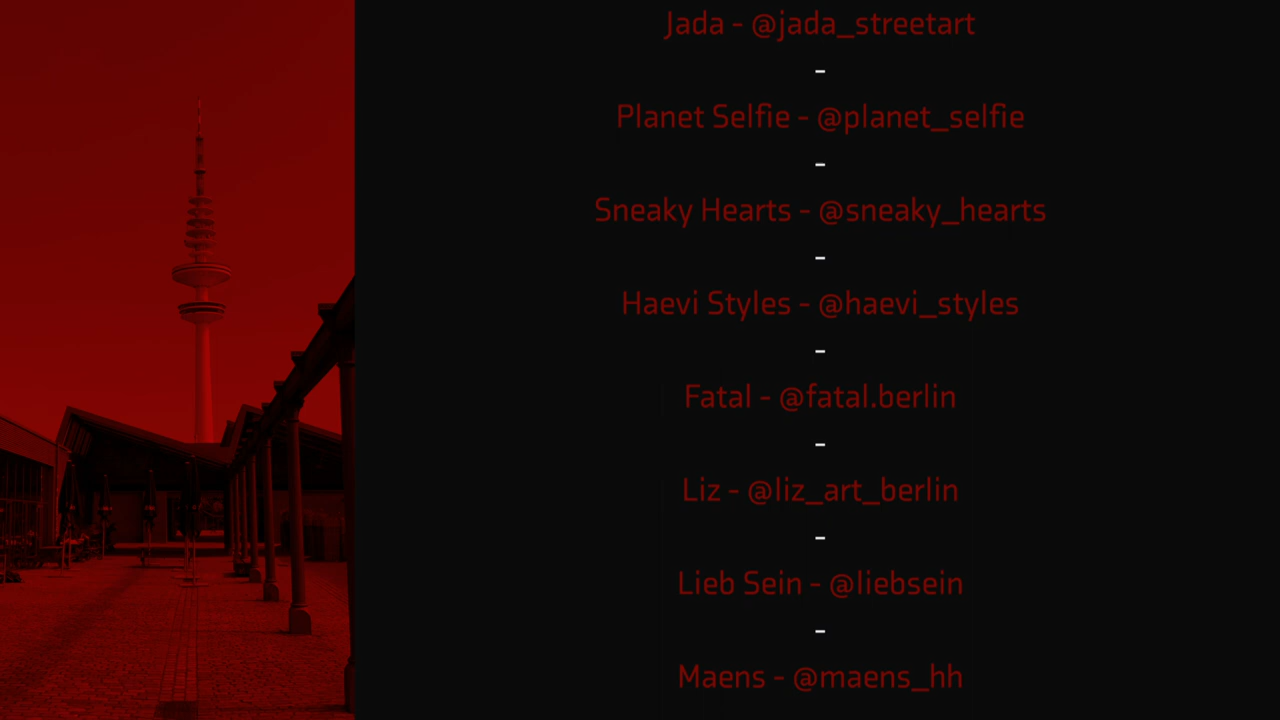 Jada - @jada_streetart
-
Planet Selfie - @planet_selfie
-
Sneaky Hearts - @sneaky_hearts
-
Haevi Styles - @haevi_styles
-
Fatal - @fatal.berlin
-
Liz - @liz_art_berlin
-
Lieb Sein - @liebsein
-
Maens - @maens_hh